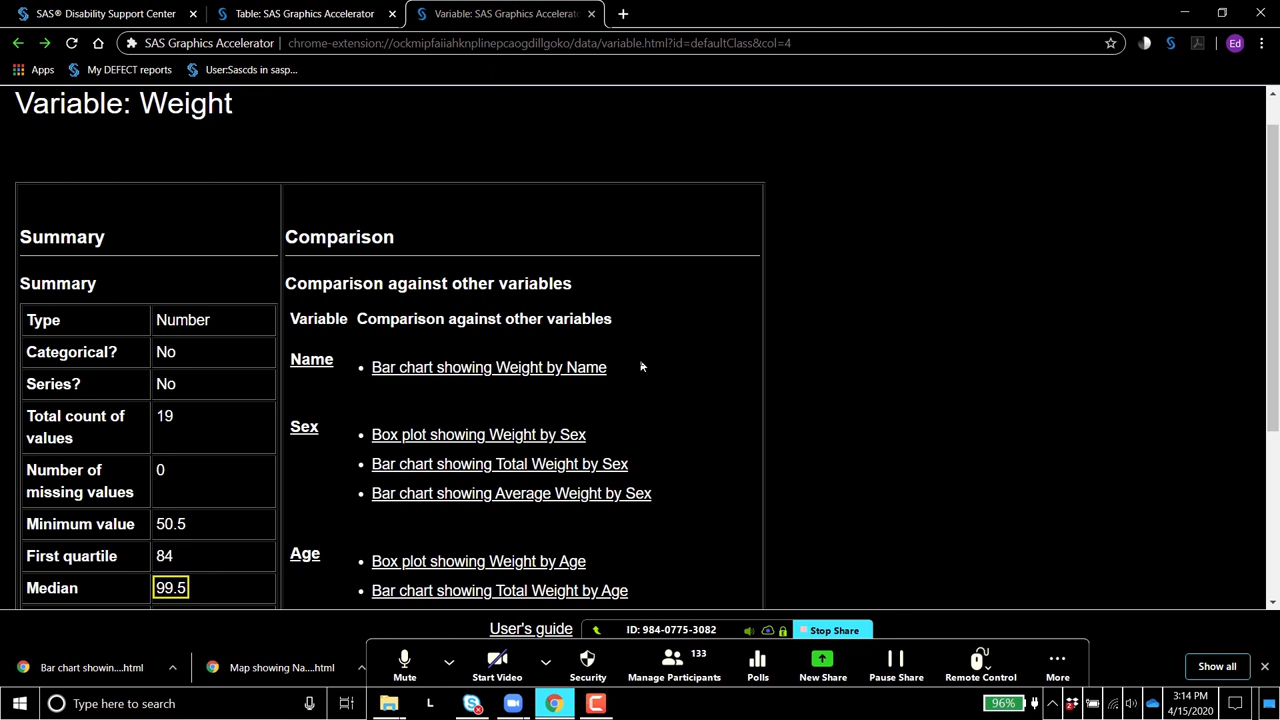 SAS® Disability Support Center
Table: SAS Graphics Accelerator
Variable: SAS Graphics Accelerat
SAS Graphics Accelerator
chrome-extension://ockmipfaiiahknplinepcaogdillgoko/data/variable.html?id=defaultClass&col=4
Ed
Apps
My DEFECT reports
User:Sascds in sasp...
Variable: Weight
Summary
Summary
Type Number
Categorical? No
Series? No
Total count of
values
19
Number of
missing values
0
Minimum value 50.5
First quartile 84
Median 99.5
Comparison
Comparison against other variables
Variable Comparison against other variables
Name
• Bar chart showing Weight by Name
Sex
• Box plot showing Weight by Sex
• Bar chart showing Total Weight by Sex
• Bar chart showing Average Weight by Sex
Age
• Box plot showing Weight by Age
• Bar chart showing Total Weight by Age
User's guide
ID: 984-0775-3082
Stop Share
Bar chart showin....html
Map showing Na....html
133
Mute
Start Video
Security
Manage Participants
Polls
New Share
Pause Share
Remote Control
More
Show all
Type here to search
L
96%
3:14 PM
4/15/2020